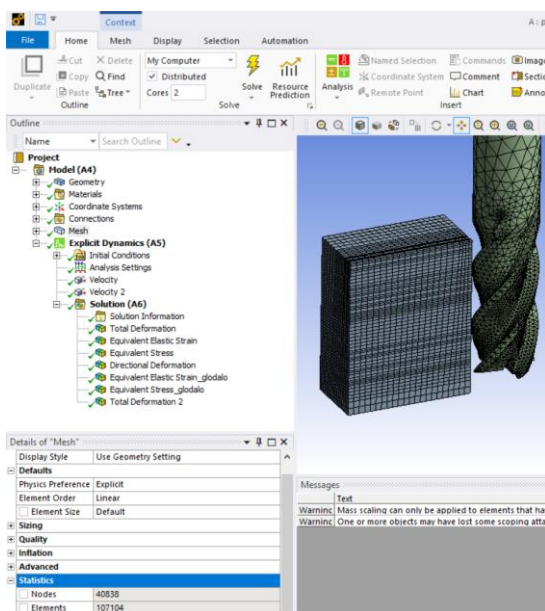 Context
A : p
File Home Mesh Display Selection Automation
Duplicate
Cut
Copy
Paste
Delete
Find
Tree
Outline
My Computer
Distributed
Cores 2
Solve
Resource Prediction
Solve
Analysis
Named Selection
Coordinate System
Remote Point
Commands
Comment
Chart
Image
Section
Anno
Insert
Outline
Name Search Outline
Project
Model (A4)
Geometry
Materials
Coordinate Systems
Connections
Mesh
Explicit Dynamics (A5)
Initial Conditions
Analysis Settings
Velocity
Velocity 2
Solution (A6)
Solution Information
Total Deformation
Equivalent Elastic Strain
Equivalent Stress
Directional Deformation
Equivalent Elastic Strain_glodalo
Equivalent Stress_glodalo
Total Deformation 2
Details of "Mesh"
Display Style Use Geometry Setting
Defaults
Physics Preference Explicit
Element Order Linear
Element Size Default
Sizing
Quality
Inflation
Advanced
Statistics
Nodes 40838
Elements 107104
Messages
Text
Warninc Mass scaling can only be applied to elements that ha
Warninc One or more objects may have lost some scoping atta